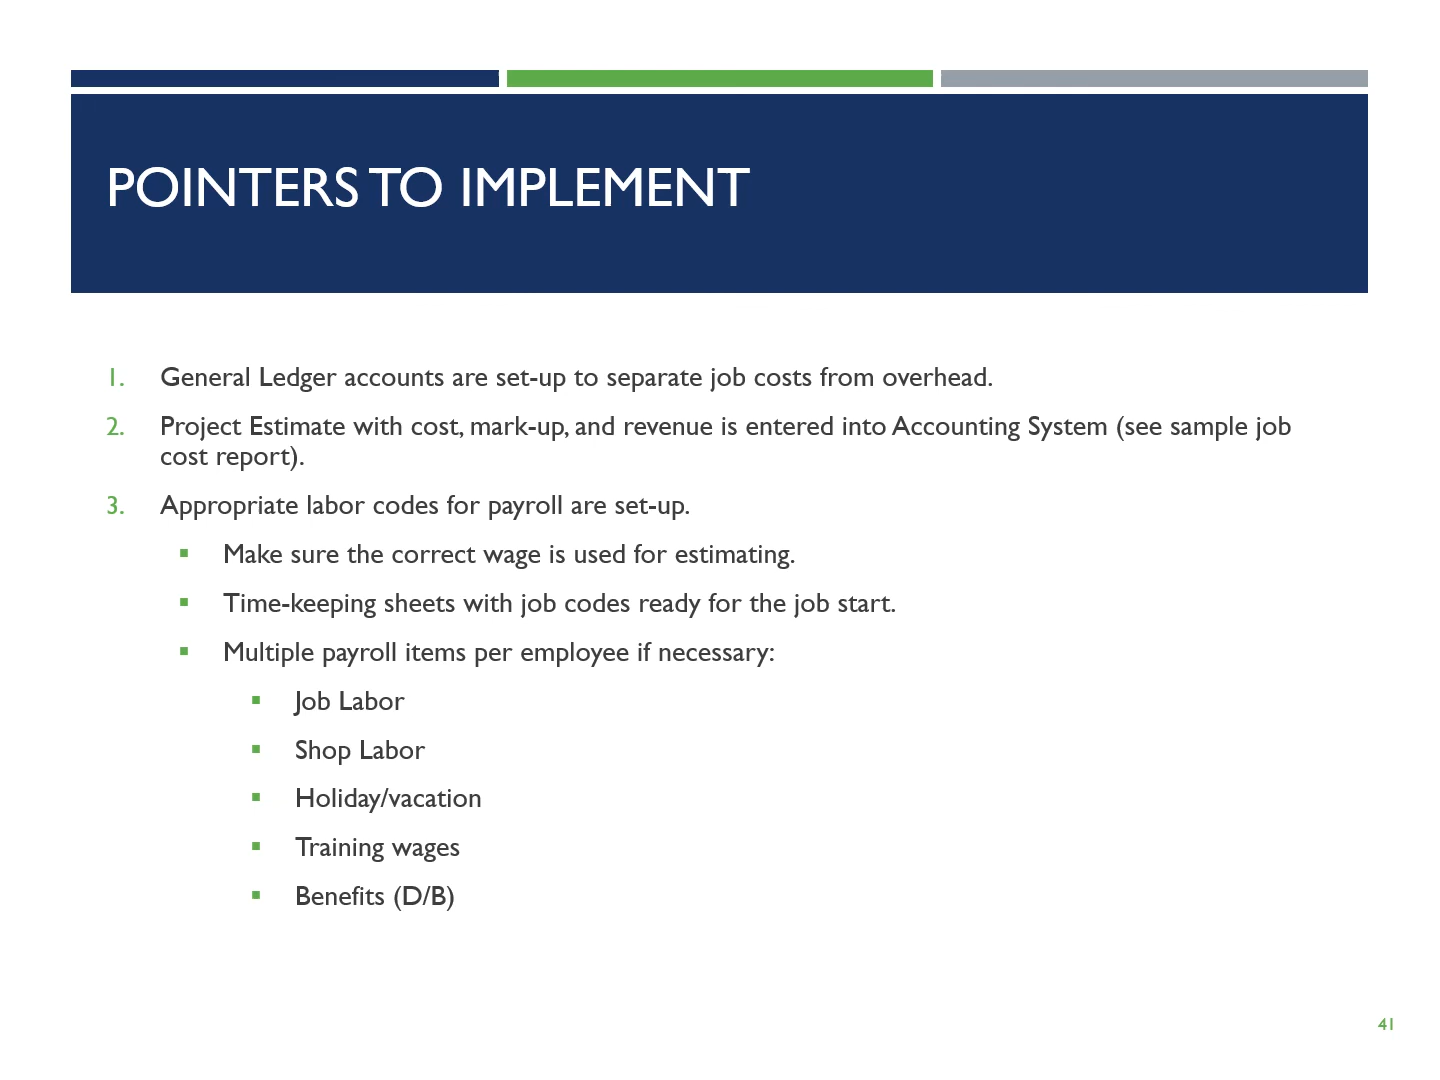 POINTERS TO IMPLEMENT
1. General Ledger accounts are set-up to separate job costs from overhead.
2. Project Estimate with cost, mark-up, and revenue is entered into Accounting System (see sample job
cost report).
3. Appropriate labor codes for payroll are set-up.
▪ Make sure the correct wage is used for estimating.
▪ Time-keeping sheets with job codes ready for the job start.
▪ Multiple payroll items per employee if necessary:
▪ Job Labor
▪ Shop Labor
▪ Holiday/vacation
▪ Training wages
▪ Benefits (D/B)
41